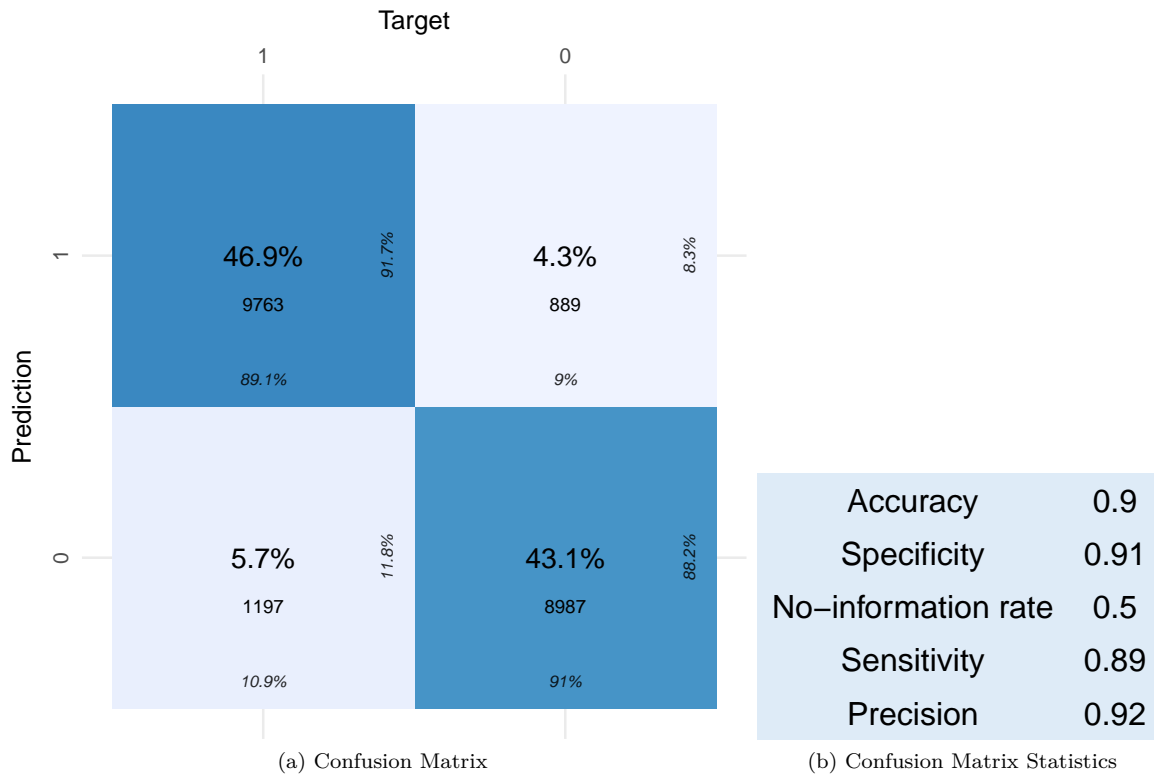 Target
1 0
Prediction
1
46.9%
9763
89.1%
91.7%
4.3%
889
9%
8.3%
0
5.7%
1197
10.9%
11.8%
43.1%
8987
91%
88.2%
(a) Confusion Matrix
Accuracy 0.9
Specificity 0.91
No−information rate 0.5
Sensitivity 0.89
Precision 0.92
(b) Confusion Matrix Statistics